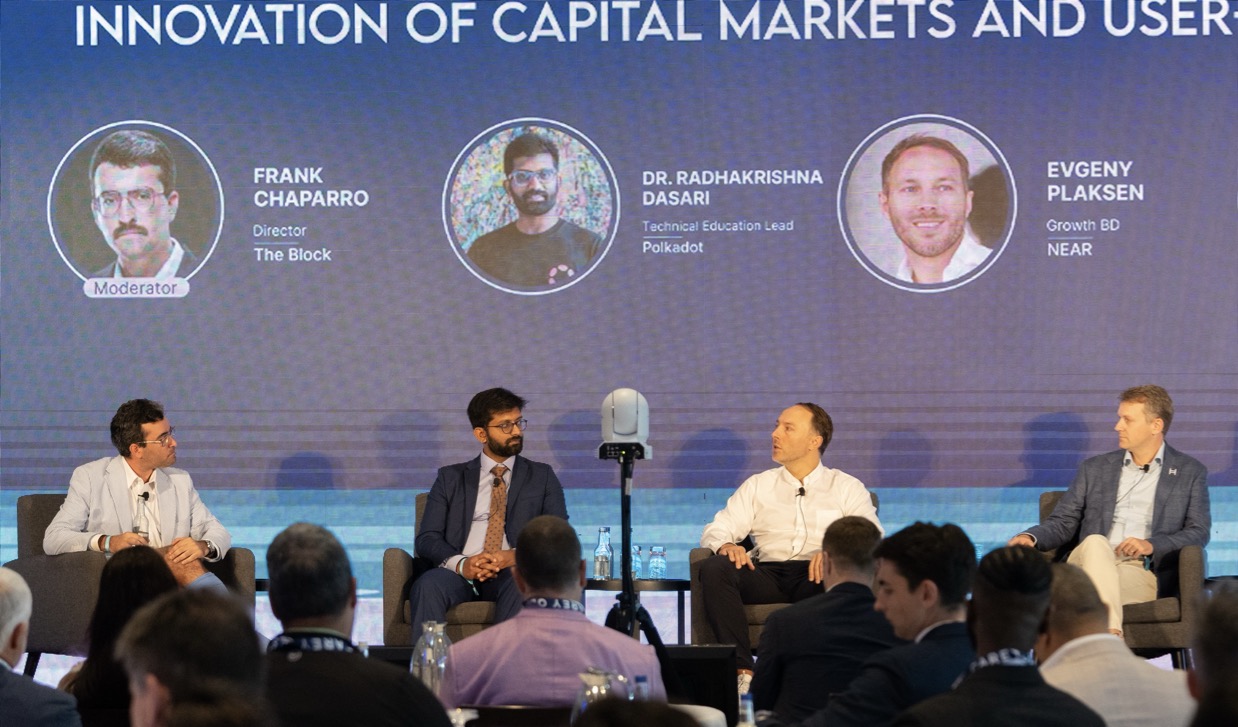 INNOVATION OF CAPITAL MARKETS AND USER-
FRANK
CHAPARRO
Director
The Block
Moderator
DR. RADHAKRISHNA
DASARI
Technical Education Lead
Polkadot
EVGENY
PLAKSEN
Growth BD
NEAR